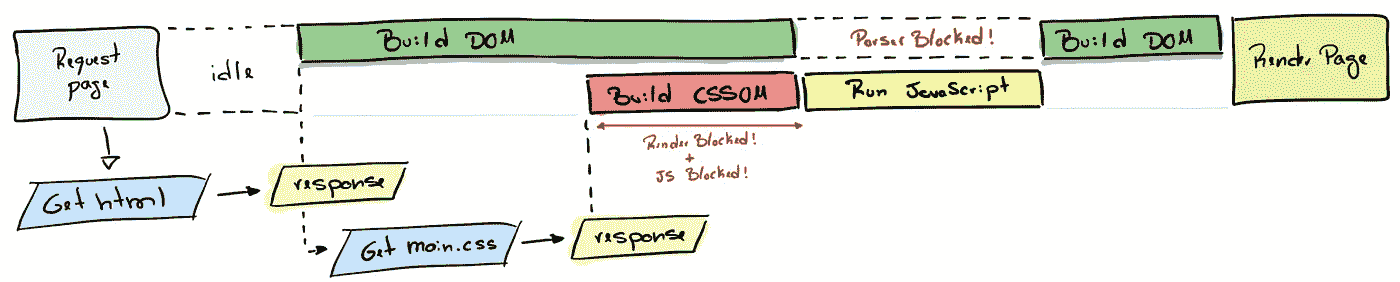 Request
page
idle
Build DOM
Parser Blocked!
Build DOM
Render Page
Build CSSOM
Run JavaScript
Render Blocked!
+
JS Blocked!
Get html
response
Get main.css
response